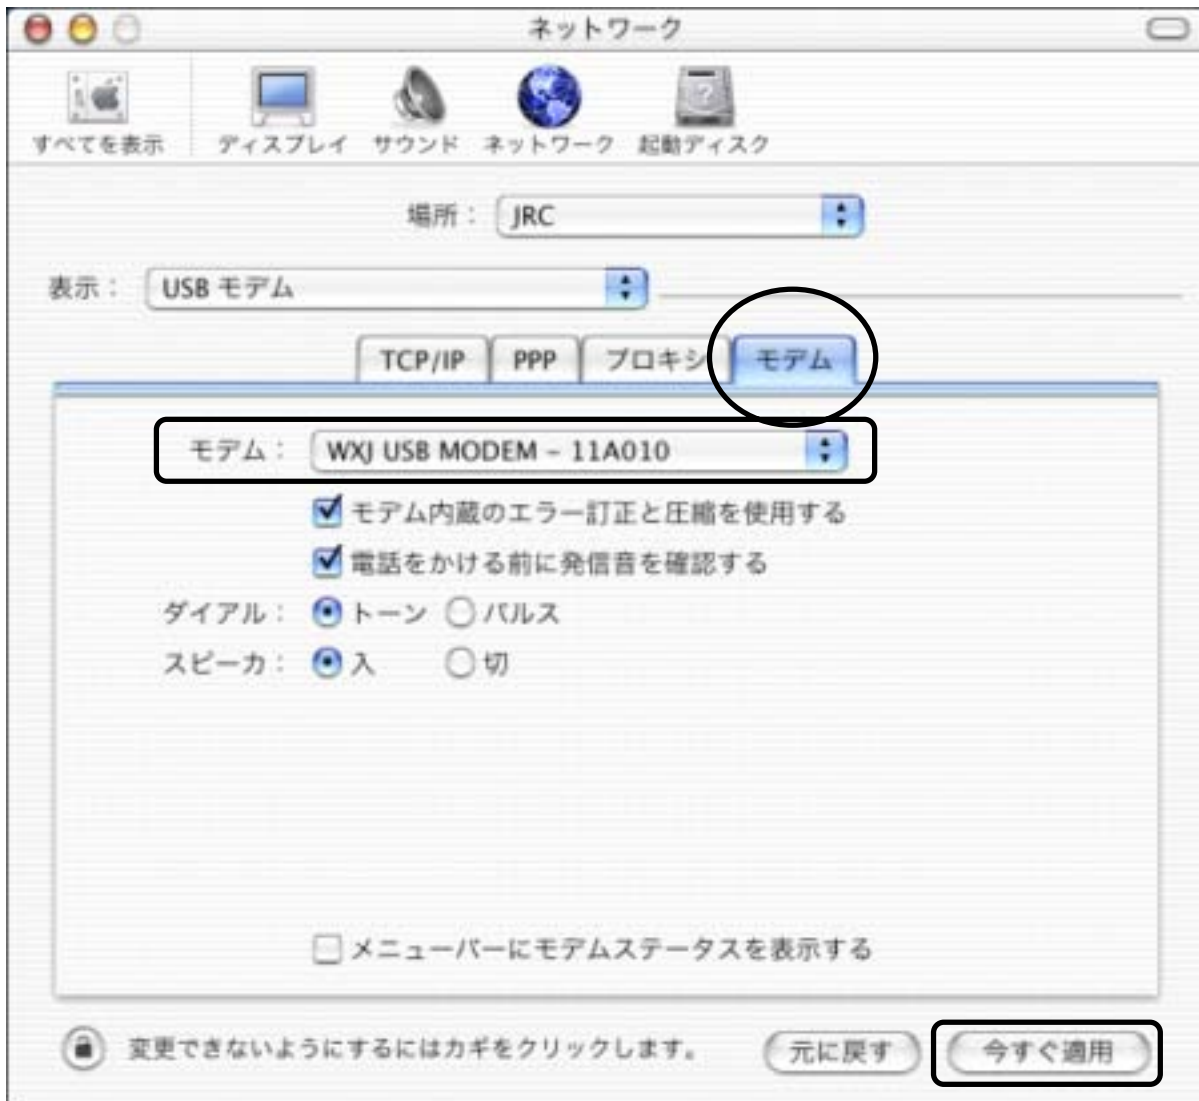 ネットワーク
すべてを表示 ディスプレイ サウンド ネットワーク 起動ディスク
場所： JRC
表示： USB モデム
TCP/IP PPP プロキシ モデム
モデム： WXJ USB MODEM – 11A010
モデム内蔵のエラー訂正と圧縮を使用する
電話をかける前に発信音を確認する
ダイアル： トーン パルス
スピーカ： 入 切
メニューバーにモデムステータスを表示する
変更できないようにするにはカギをクリックします。 元に戻す 今すぐ適用